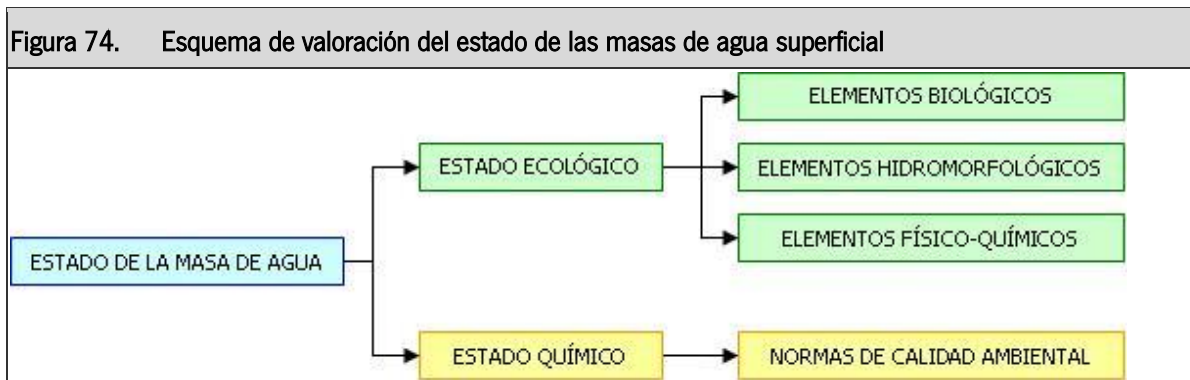 Figura 74. Esquema de valoración del estado de las masas de agua superficial
ELEMENTOS BIOLÓGICOS
ESTADO ECOLÓGICO
ELEMENTOS HIDROMORFOLÓGICOS
ELEMENTOS FÍSICO-QUÍMICOS
ESTADO DE LA MASA DE AGUA
ESTADO QUÍMICO
NORMAS DE CALIDAD AMBIENTAL